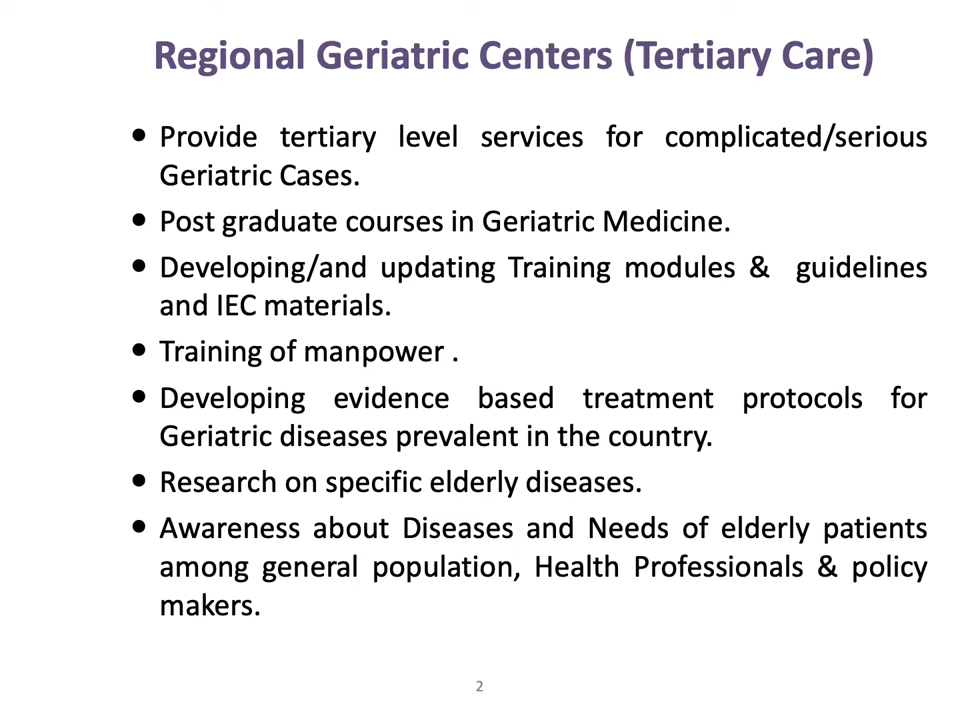 Regional Geriatric Centers (Tertiary Care)
• Provide tertiary level services for complicated/serious
Geriatric Cases.
• Post graduate courses in Geriatric Medicine.
• Developing/and updating Training modules & guidelines
and IEC materials.
• Training of manpower .
• Developing evidence based treatment protocols for
Geriatric diseases prevalent in the country.
• Research on specific elderly diseases.
• Awareness about Diseases and Needs of elderly patients
among general population, Health Professionals & policy
makers.
2